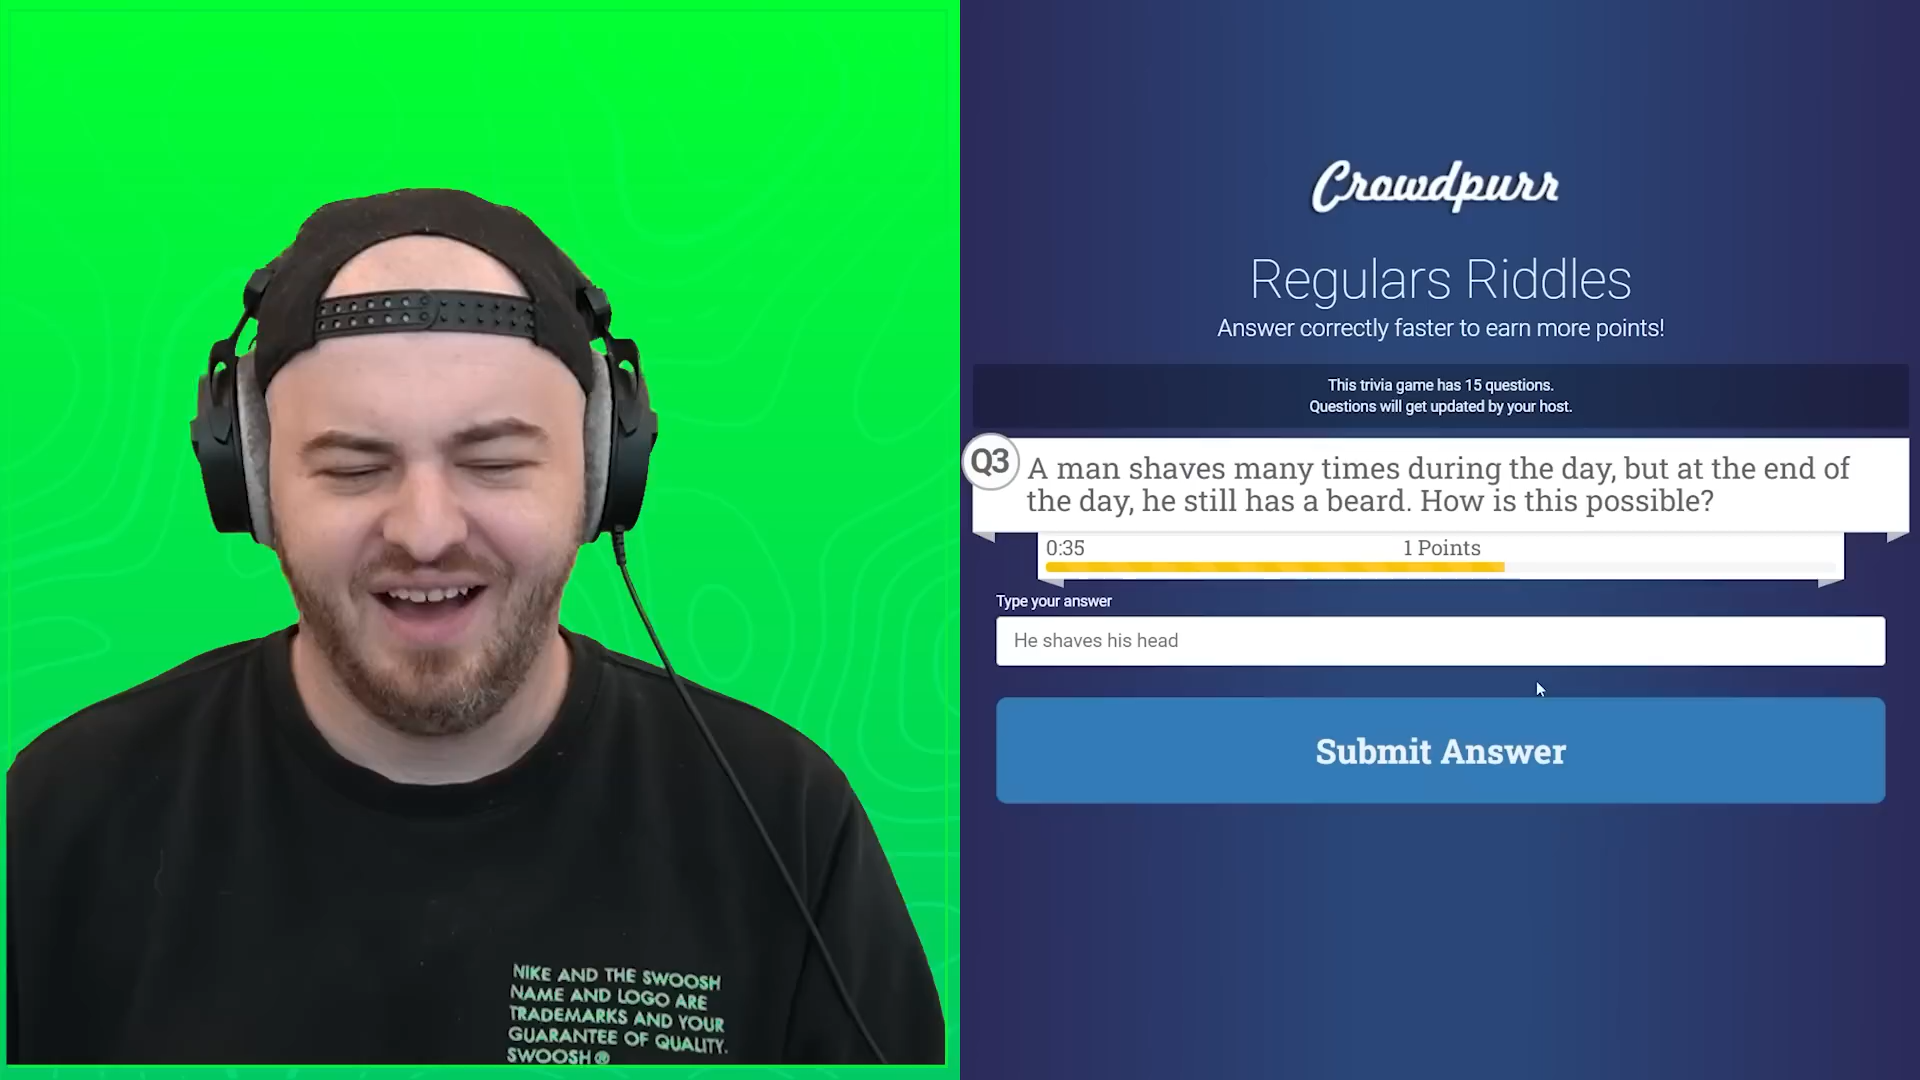 NIKE AND THE SWOOSH
NAME AND LOGO ARE
TRADEMARKS AND YOUR
GUARANTEE OF QUALITY.
SWOOSH®
Crowdpurr
Regulars Riddles
Answer correctly faster to earn more points!
This trivia game has 15 questions.
Questions will get updated by your host.
Q3
A man shaves many times during the day, but at the end of
the day, he still has a beard. How is this possible?
0:35 1 Points
Type your answer
He shaves his head
Submit Answer